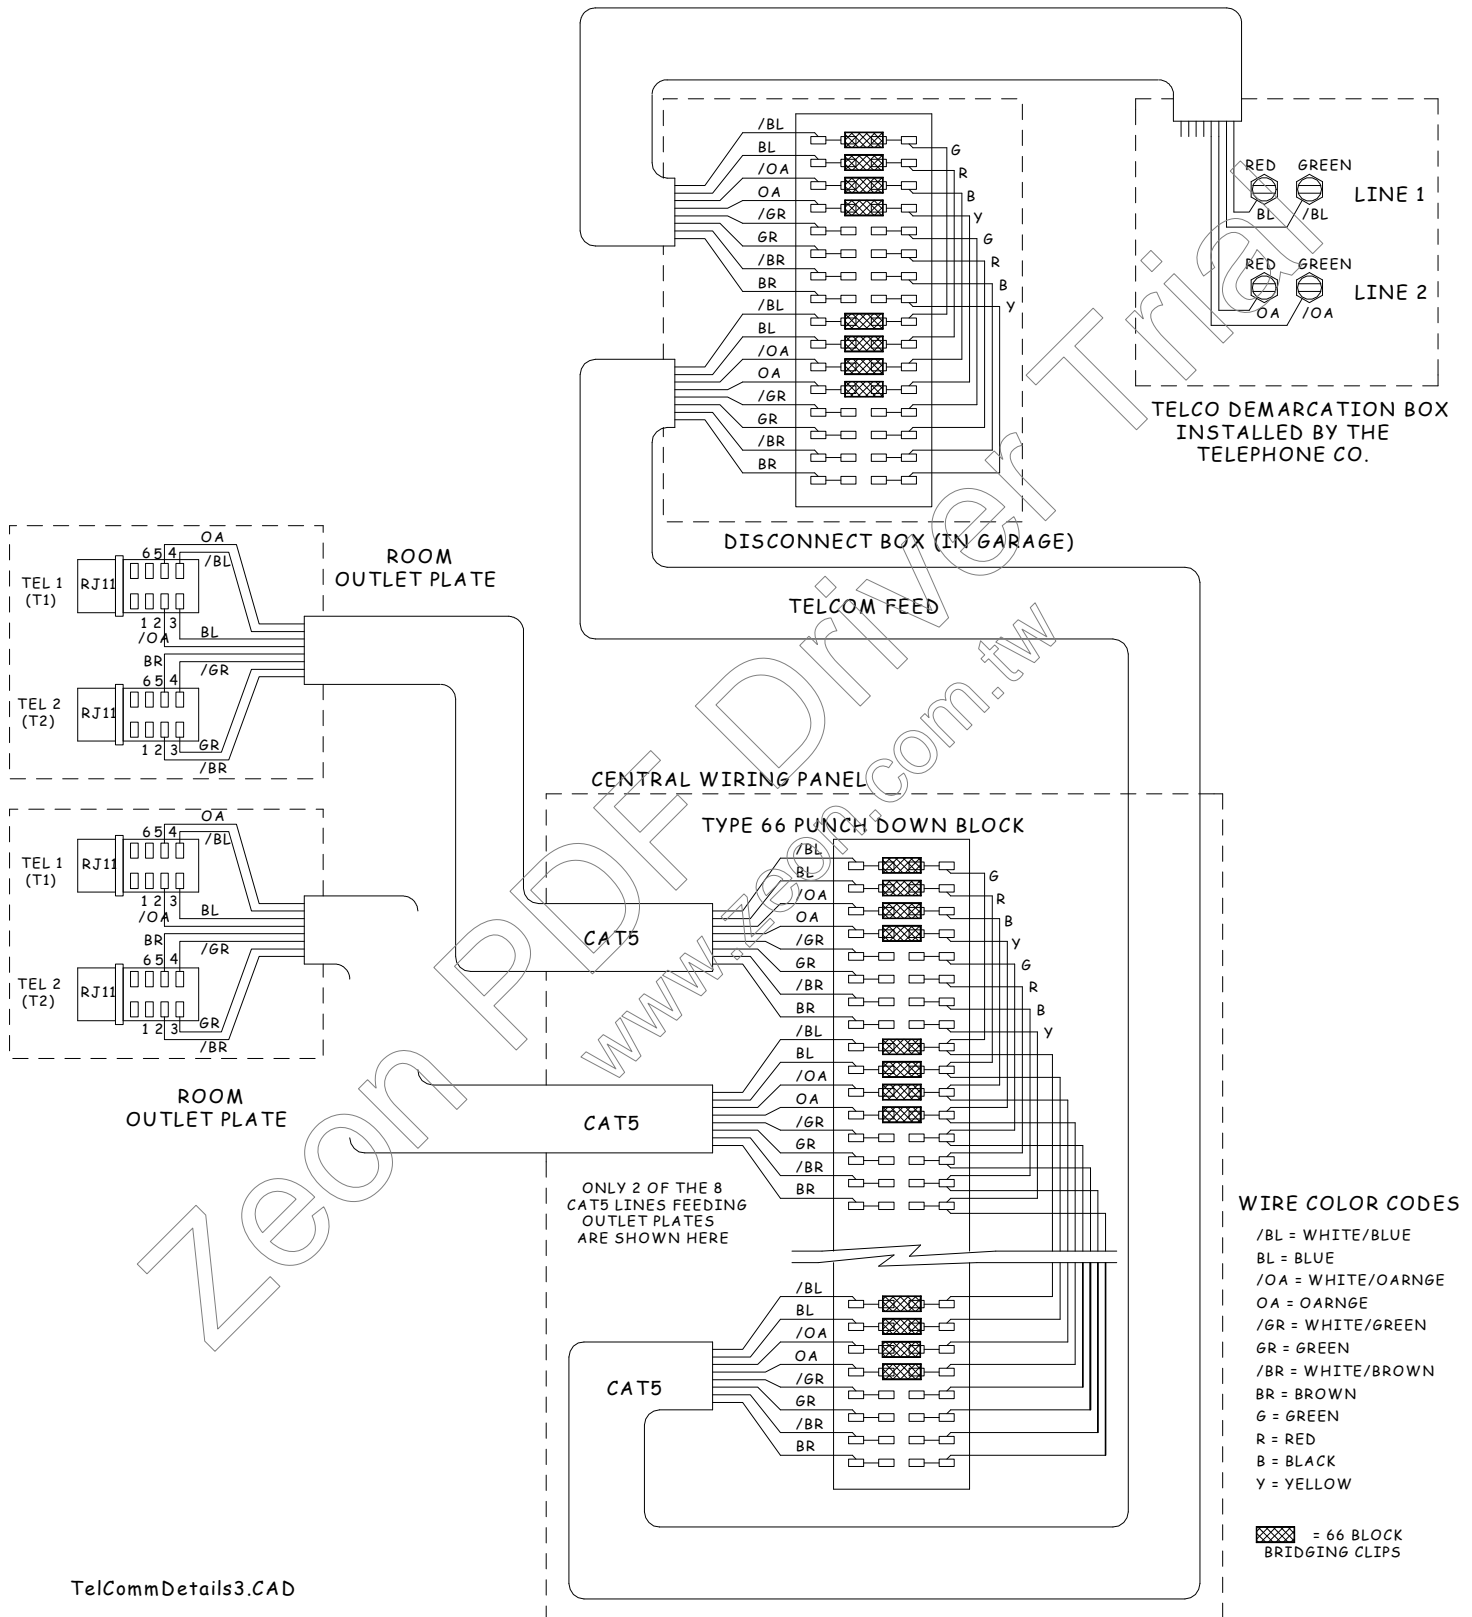 /BL
BL
/OA
OA
/GR
GR
/BR
BR
/BL
BL
/OA
OA
/GR
GR
/BR
BR
G
R
B
Y
G
R
B
Y
DISCONNECT BOX (IN GARAGE)
RED GREEN
LINE 1
BL /BL
RED GREEN
LINE 2
OA /OA
TELCO DEMARCATION BOX
INSTALLED BY THE
TELEPHONE CO.
TELCOM FEED
ROOM
OUTLET PLATE
OA
/BL
6 5 4
TEL 1
(T1)
RJ11
1 2 3
/OA
BL
BR
/GR
6 5 4
TEL 2
(T2)
RJ11
1 2 3
GR
/BR
OA
/BL
6 5 4
TEL 1
(T1)
RJ11
1 2 3
/OA
BL
BR
/GR
6 5 4
TEL 2
(T2)
RJ11
1 2 3
GR
/BR
ROOM
OUTLET PLATE
CENTRAL WIRING PANEL
TYPE 66 PUNCH DOWN BLOCK
CAT5
/BL
BL
/OA
OA
/GR
GR
/BR
BR
CAT5
/BL
BL
/OA
OA
/GR
GR
/BR
BR
G
R
B
Y
G
R
B
Y
ONLY 2 OF THE 8
CAT5 LINES FEEDING
OUTLET PLATES
ARE SHOWN HERE
CAT5
/BL
BL
/OA
OA
/GR
GR
/BR
BR
WIRE COLOR CODES
/BL = WHITE/BLUE
BL = BLUE
/OA = WHITE/OARNGE
OA = OARNGE
/GR = WHITE/GREEN
GR = GREEN
/BR = WHITE/BROWN
BR = BROWN
G = GREEN
R = RED
B = BLACK
Y = YELLOW
= 66 BLOCK
BRIDGING CLIPS
TelCommDetails3.CAD
Zeon PDF Driver Trial
www.zeon.com.tw